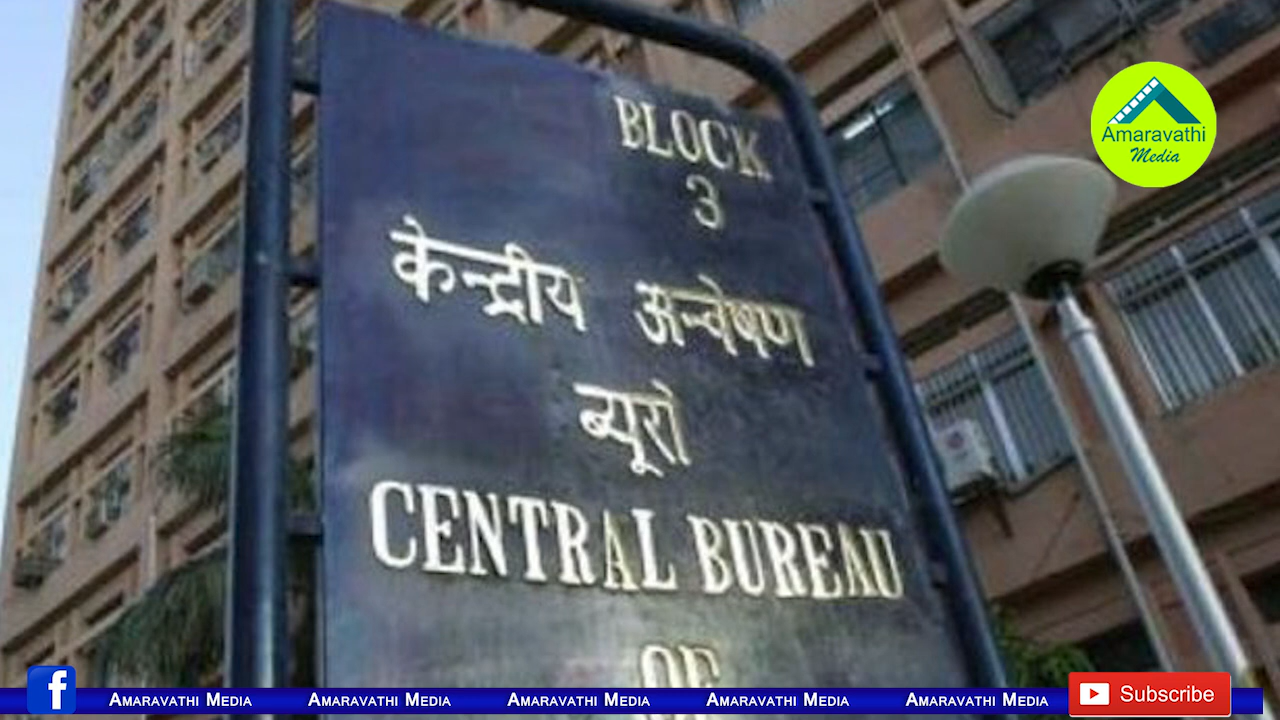 BLOCK
3
केन्द्रीय अन्वेषण
ब्यूरो
CENTRAL BUREAU
OF
Amaravathi
Media
f
AMARAVATHI MEDIA AMARAVATHI MEDIA AMARAVATHI MEDIA AMARAVATHI MEDIA AMARAVATHI MEDIA
Subscribe